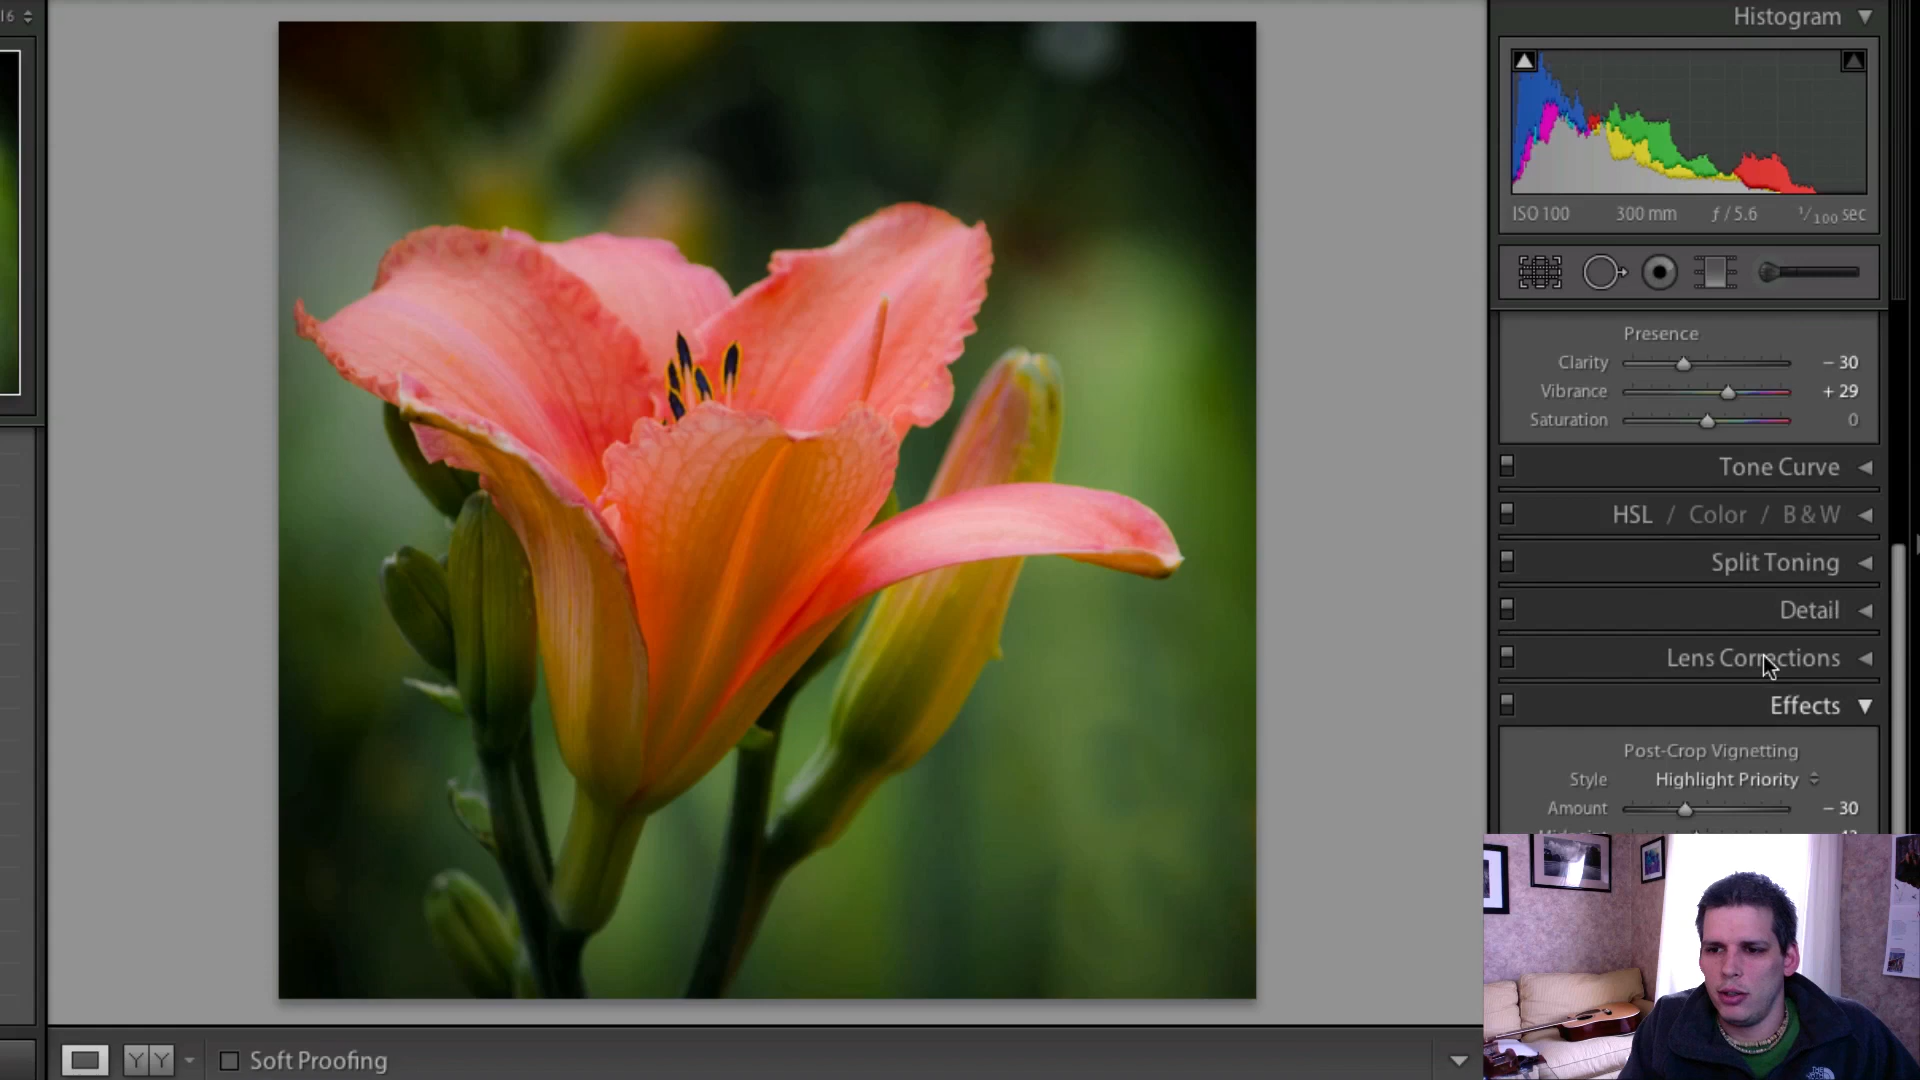 Histogram
ISO 100 300 mm f / 5.6 1/100 sec
Presence
Clarity - 30
Vibrance + 29
Saturation 0
Tone Curve
HSL / Color / B & W
Split Toning
Detail
Lens Corrections
Effects
Post-Crop Vignetting
Style Highlight Priority
Amount - 30
YY
Soft Proofing